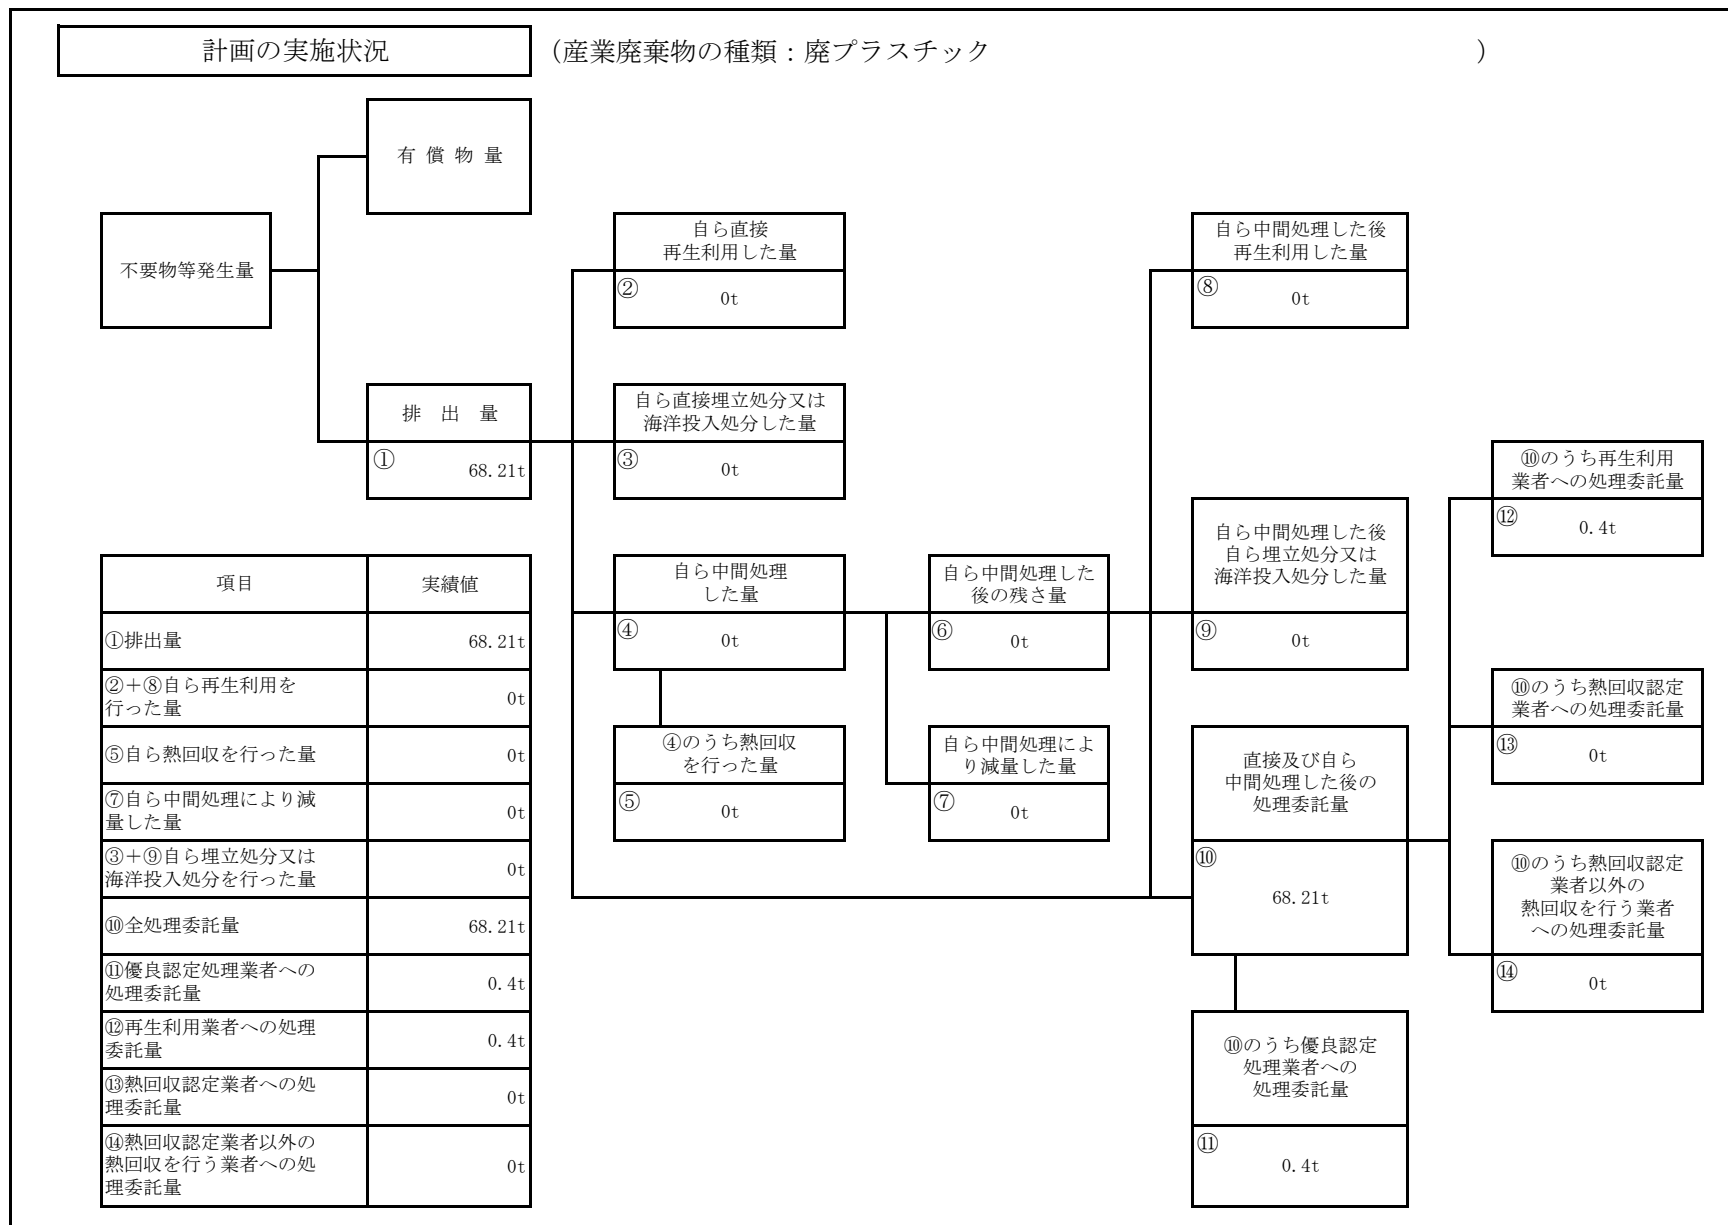 計画の実施状況
（産業廃棄物の種類：廃プラスチック　　　　　　　　　　）
有 償 物 量
不要物等発生量
自ら直接
再生利用した量
②
0t
自ら中間処理した後
再生利用した量
⑧
0t
排　出　量
①
68.21t
自ら直接埋立処分又は
海洋投入処分した量
③
0t
⑩のうち再生利用
業者への処理委託量
⑫
0.4t
自ら中間処理した後
自ら埋立処分又は
海洋投入処分した量
⑨
0t
自ら中間処理
した量
④
0t
自ら中間処理した
後の残さ量
⑥
0t
⑩のうち熱回収認定
業者への処理委託量
⑬
0t
④のうち熱回収
を行った量
⑤
0t
自ら中間処理によ
り減量した量
⑦
0t
直接及び自ら
中間処理した後の
処理委託量
⑩
68.21t
⑩のうち熱回収認定
業者以外の
熱回収を行う業者
への処理委託量
⑭
0t
⑩のうち優良認定
処理業者への
処理委託量
⑪
0.4t
項目　実績値
①排出量　68.21t
②＋⑧自ら再生利用を
行った量　0t
⑤自ら熱回収を行った量　0t
⑦自ら中間処理により減
量した量　0t
③＋⑨自ら埋立処分又は
海洋投入処分を行った量　0t
⑩全処理委託量　68.21t
⑪優良認定処理業者への
処理委託量　0.4t
⑫再生利用業者への処理
委託量　0.4t
⑬熱回収認定業者への処
理委託量　0t
⑭熱回収認定業者以外の
熱回収を行う業者への処
理委託量　0t